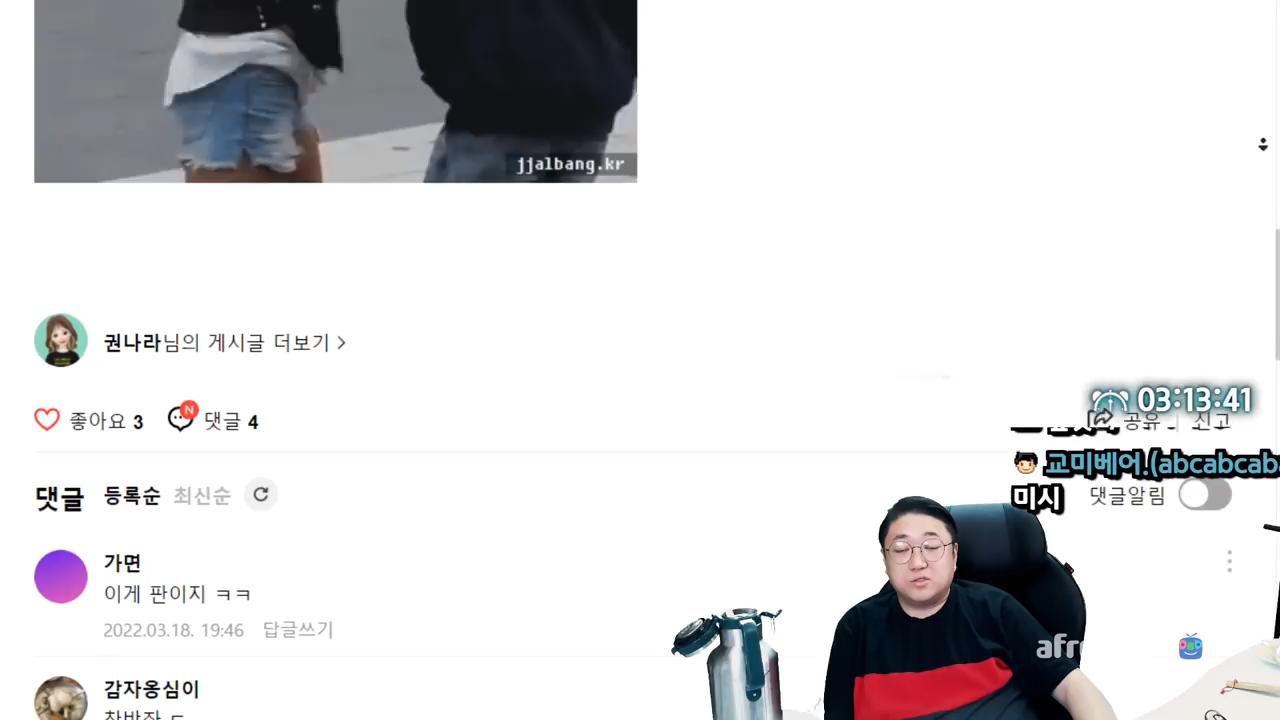 jjalbang.kr
권나라님의 게시글 더보기 >
좋아요 3 N 댓글 4
03:13:41
공유 신고
교미베어.(abcabcab
미시
댓글 등록순 최신순
댓글알림
가면
이게 판이지 ㅋㅋ
2022.03.18. 19:46 답글쓰기
감자옹심이
afre